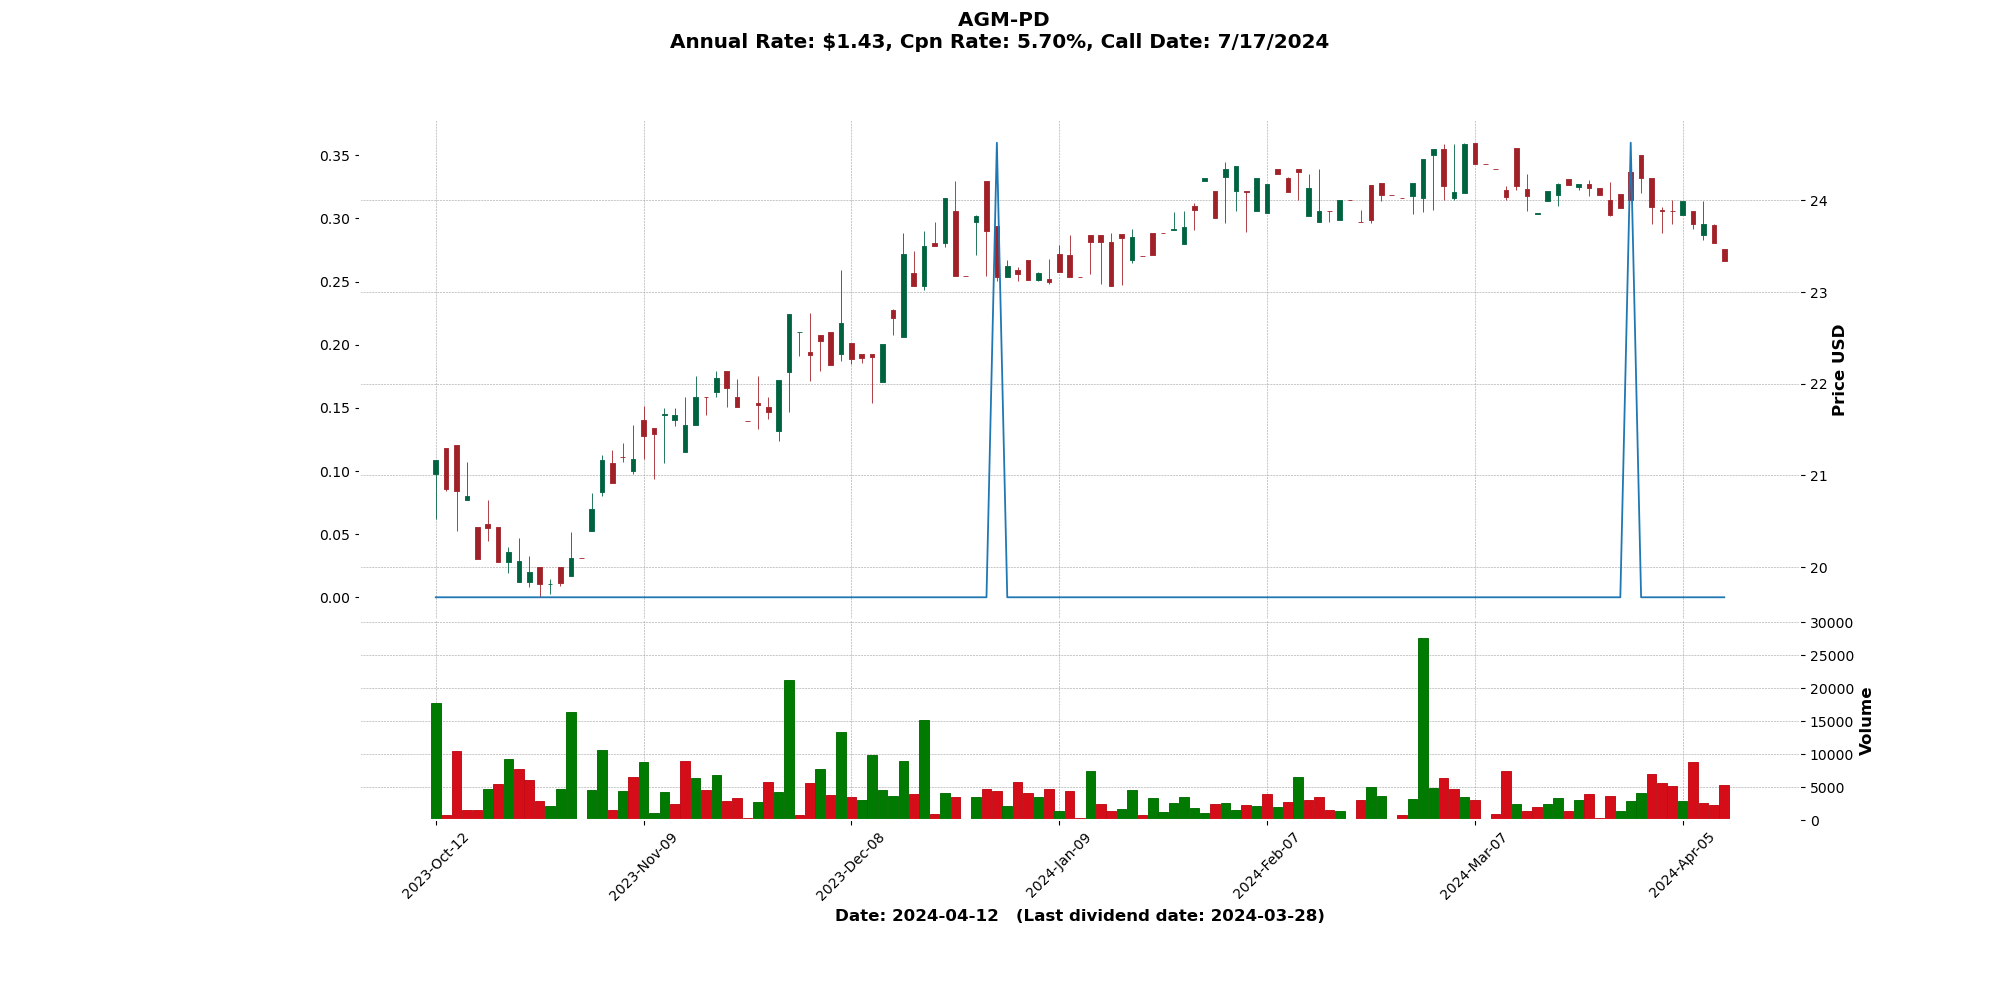 AGM-PD
Annual Rate: $1.43, Cpn Rate: 5.70%, Call Date: 7/17/2024
0.35
0.30
0.25
0.20
0.15
0.10
0.05
0.00
24
23
22
21
20
Price USD
30000
25000
20000
15000
10000
5000
0
Volume
2023-Oct-12
2023-Nov-09
2023-Dec-08
2024-Jan-09
2024-Feb-07
2024-Mar-07
2024-Apr-05
Date: 2024-04-12 (Last dividend date: 2024-03-28)